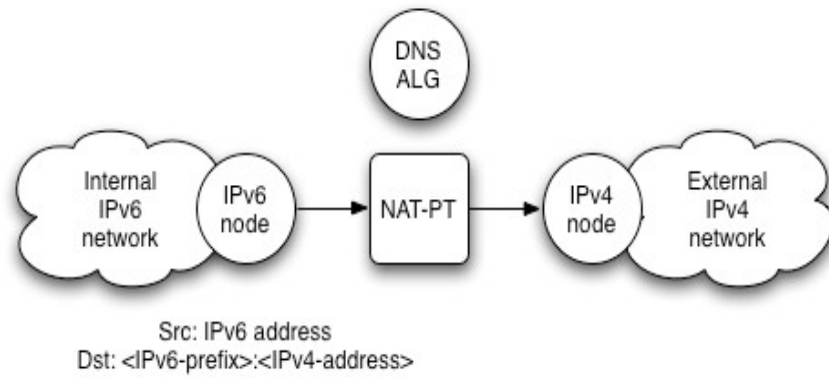 DNS
ALG
Internal
IPv6
network
IPv6
node
NAT-PT
IPv4
node
External
IPv4
network
Src: IPv6 address
Dst: <IPv6-prefix>:<IPv4-address>